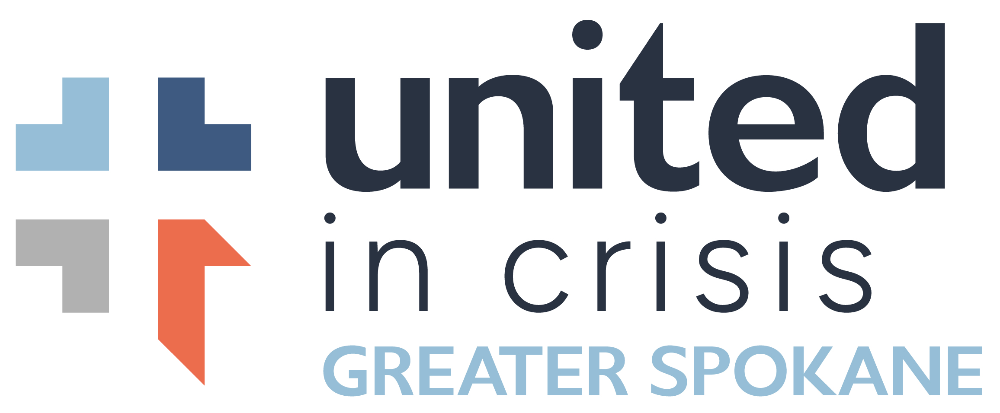 united
in crisis
GREATER SPOKANE